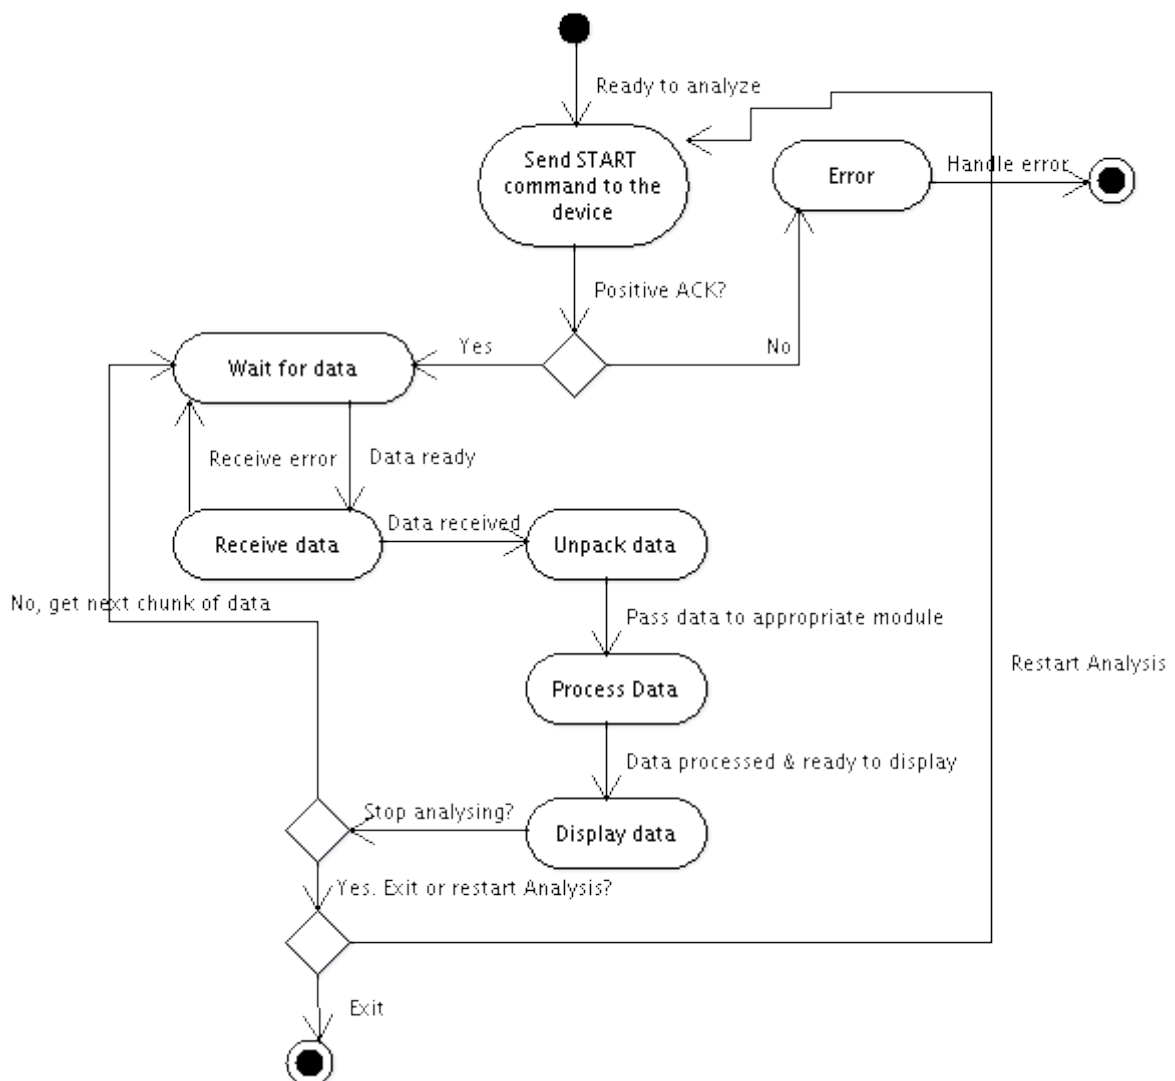 Ready to analyze
Send START
command to the
device
Error
Handle error
Positive ACK?
Yes
No
Wait for data
Receive error
Data ready
Receive data
Data received
Unpack data
No, get next chunk of data
Pass data to appropriate module
Restart Analysis
Process Data
Data processed & ready to display
Stop analysing?
Display data
Yes. Exit or restart Analysis?
Exit